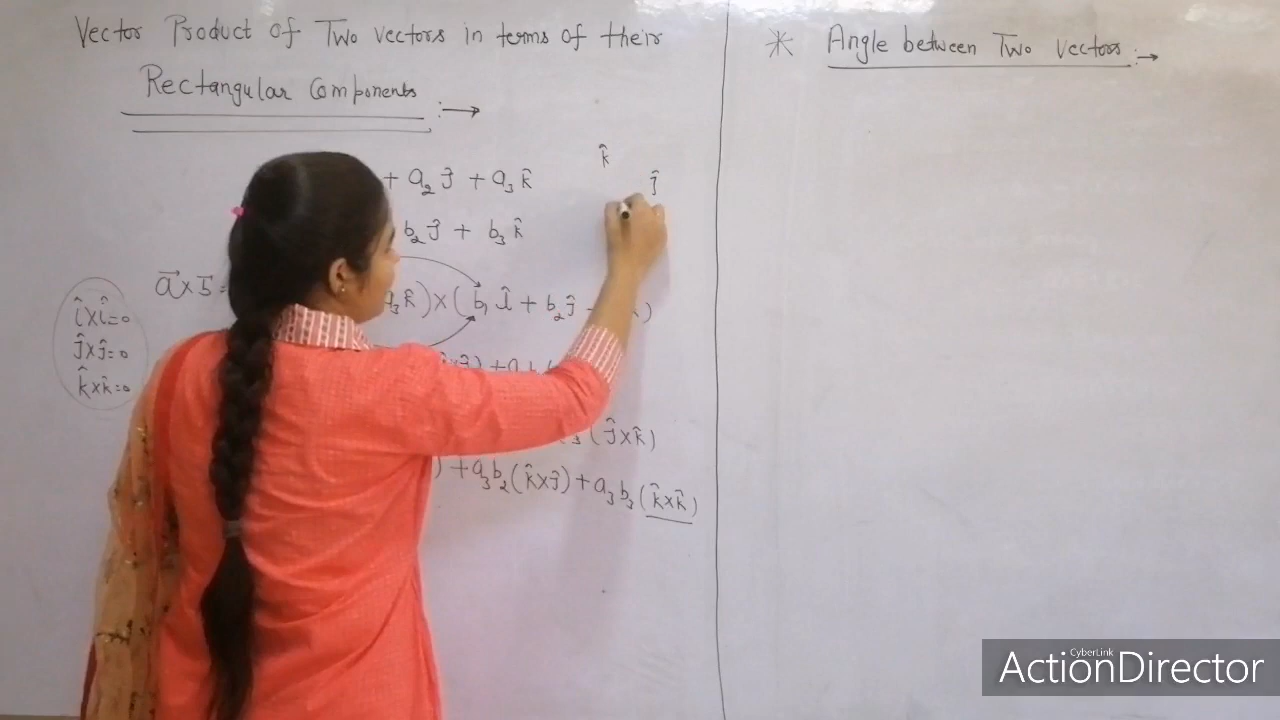 Vector Product of Two vectors in terms of their
Rectangular Components :→
k̂
+ a₂ ĵ + a₃ k̂
ĵ
b₂ ĵ + b₃ k̂
a⃗ × b⃗
a₃ k̂) × (b₁ î + b₂ ĵ
î × î = 0
ĵ × ĵ = 0
k̂ × k̂ = 0
(ĵ × k̂)
) + a₃b₂ (k̂ × ĵ) + a₃b₃ (k̂ × k̂)
* Angle between Two vectors :→
CyberLink
ActionDirector